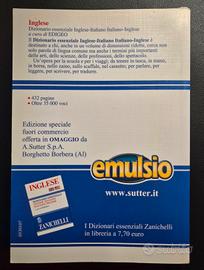 Inglese
Dizionario essenziale Inglese-Italiano Italiano-Inglese
a cura di EDIGEO
Il Dizionario essenziale Inglese-Italiano Italiano-Inglese è
destinato a chi, anche in un volume di dimensioni ridotte, cerca non
solo parole di lingua comune ma anche i termini più importanti
delle arti, delle scienze, delle professioni, dello sport.
Un'opera per la scuola e per i viaggi, da tenere in tasca, in mano,
in borsa, nello zaino, sullo scaffale, nel cassetto; per parlare, per
leggere, per scrivere, per tradurre.
• 432 pagine
• Oltre 35 000 voci
Edizione speciale
fuori commercio
offerta in OMAGGIO da
A.Sutter S.p.A.
Borghetto Borbera (Al)
emulsio
www.sutter.it
INGLESE
ZANICHELLI
I Dizionari essenziali Zanichelli
in libreria a 7,70 euro
subito